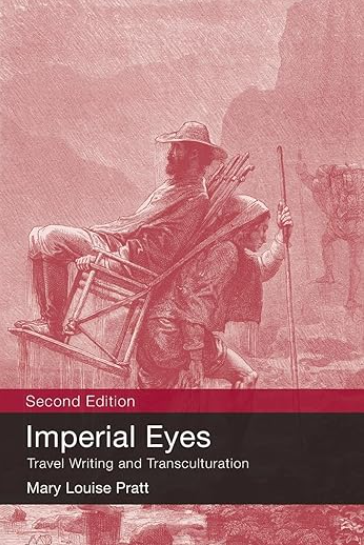 Second Edition
Imperial Eyes
Travel Writing and Transculturation
Mary Louise Pratt